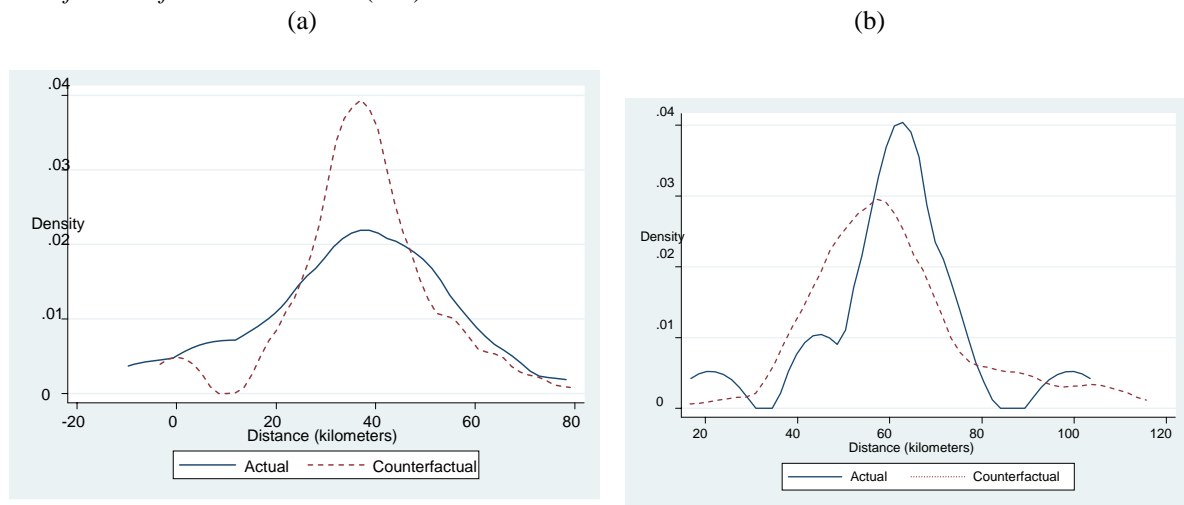 (a)
(b)
.04
.03
Density
.02
.01
0
-20 0 20 40 60 80
Distance (kilometers)
Actual Counterfactual
.04
.03
Density
.02
.01
0
20 40 60 80 100 120
Distance (kilometers)
Actual Counterfactual